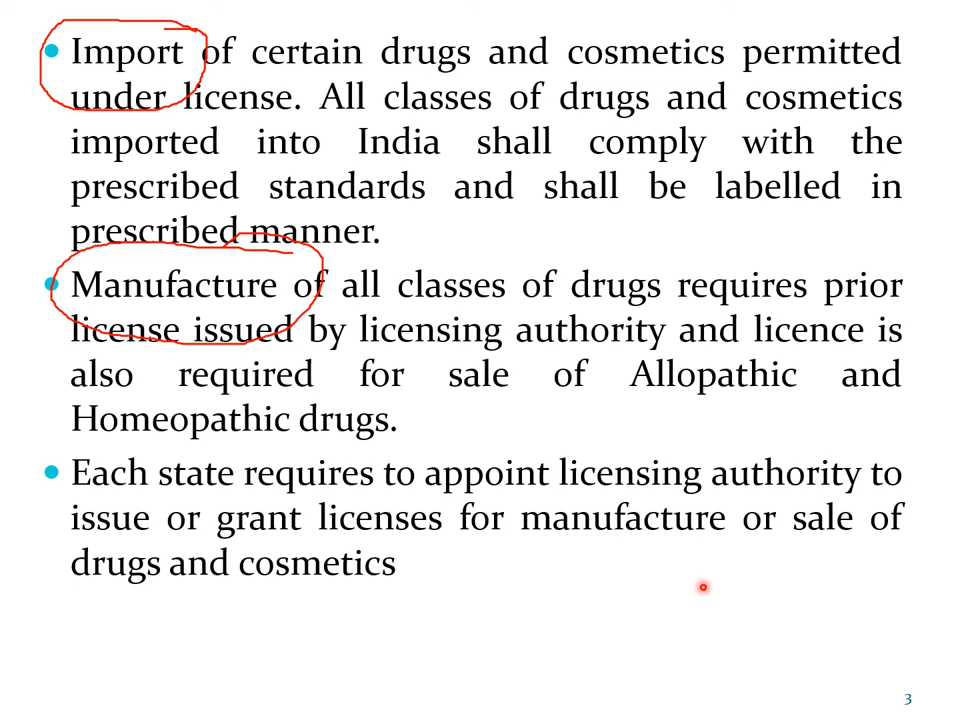 • Import of certain drugs and cosmetics permitted
under license. All classes of drugs and cosmetics
imported into India shall comply with the
prescribed standards and shall be labelled in
prescribed manner.
• Manufacture of all classes of drugs requires prior
license issued by licensing authority and licence is
also required for sale of Allopathic and
Homeopathic drugs.
• Each state requires to appoint licensing authority to
issue or grant licenses for manufacture or sale of
drugs and cosmetics
3